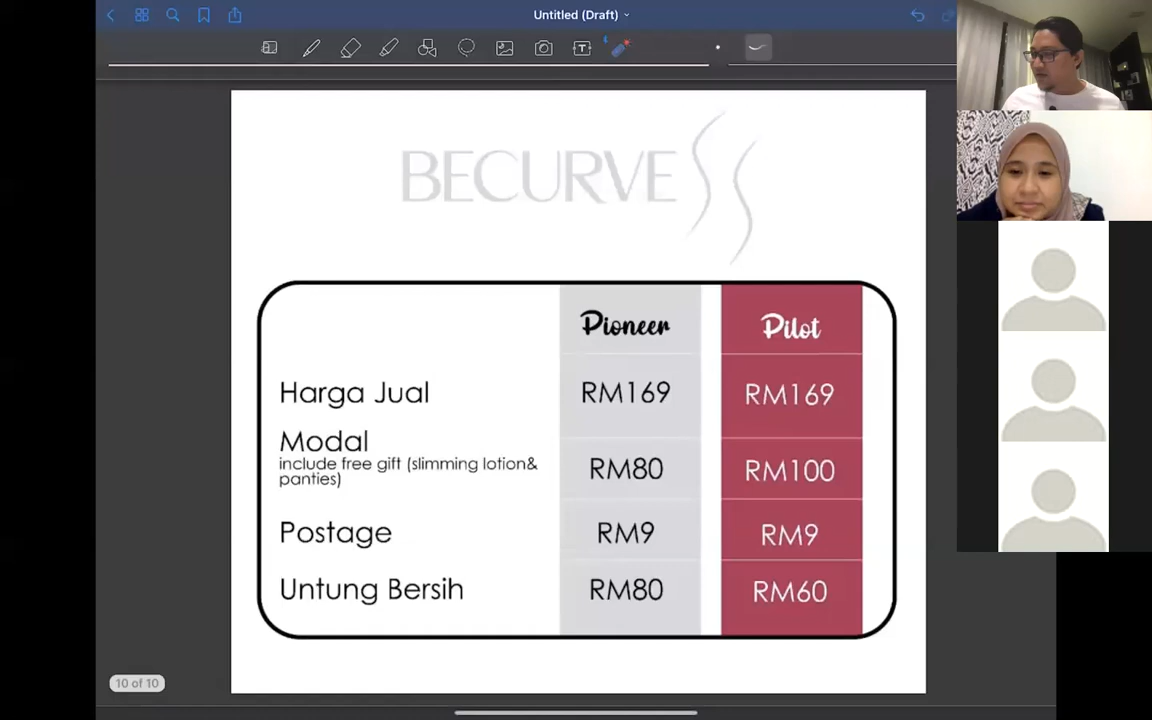 Untitled (Draft)
BECURVE
Pioneer Pilot
Harga Jual RM169 RM169
Modal
include free gift (slimming lotion&
panties)
RM80 RM100
Postage RM9 RM9
Untung Bersih RM80 RM60
10 of 10